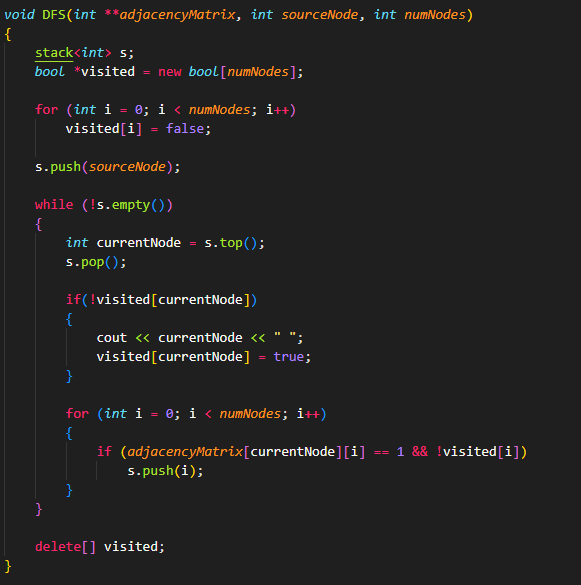 void DFS(int **adjacencyMatrix, int sourceNode, int numNodes)
{
    stack<int> s;
    bool *visited = new bool[numNodes];

    for (int i = 0; i < numNodes; i++)
        visited[i] = false;

    s.push(sourceNode);

    while (!s.empty())
    {
        int currentNode = s.top();
        s.pop();

        if(!visited[currentNode])
        {
            cout << currentNode << " ";
            visited[currentNode] = true;
        }

        for (int i = 0; i < numNodes; i++)
        {
            if (adjacencyMatrix[currentNode][i] == 1 && !visited[i])
                s.push(i);
        }
    }

    delete[] visited;
}